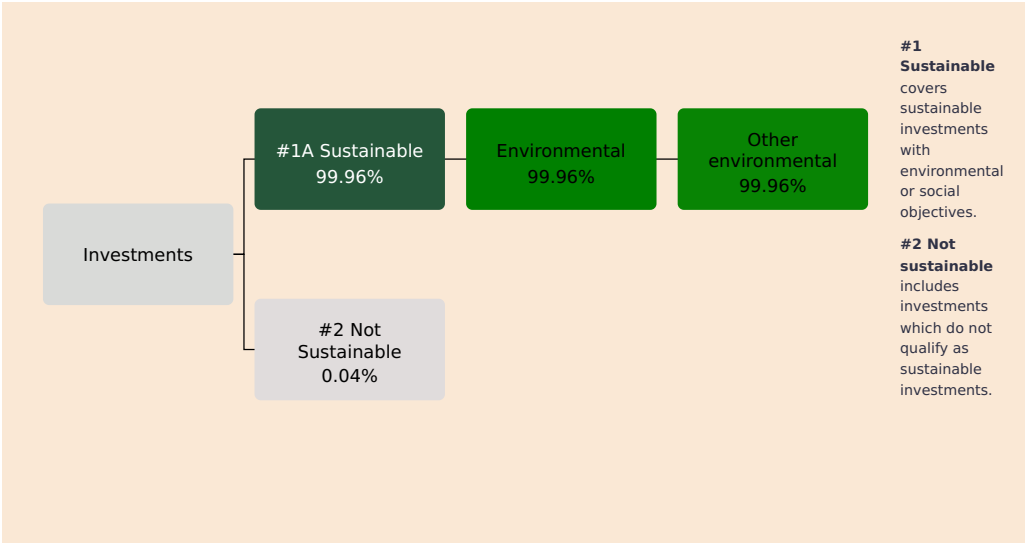 Investments
#1A Sustainable
99.96%
Environmental
99.96%
Other
environmental
99.96%
#2 Not
Sustainable
0.04%
#1
Sustainable
covers
sustainable
investments
with
environmental
or social
objectives.
#2 Not
sustainable
includes
investments
which do not
qualify as
sustainable
investments.